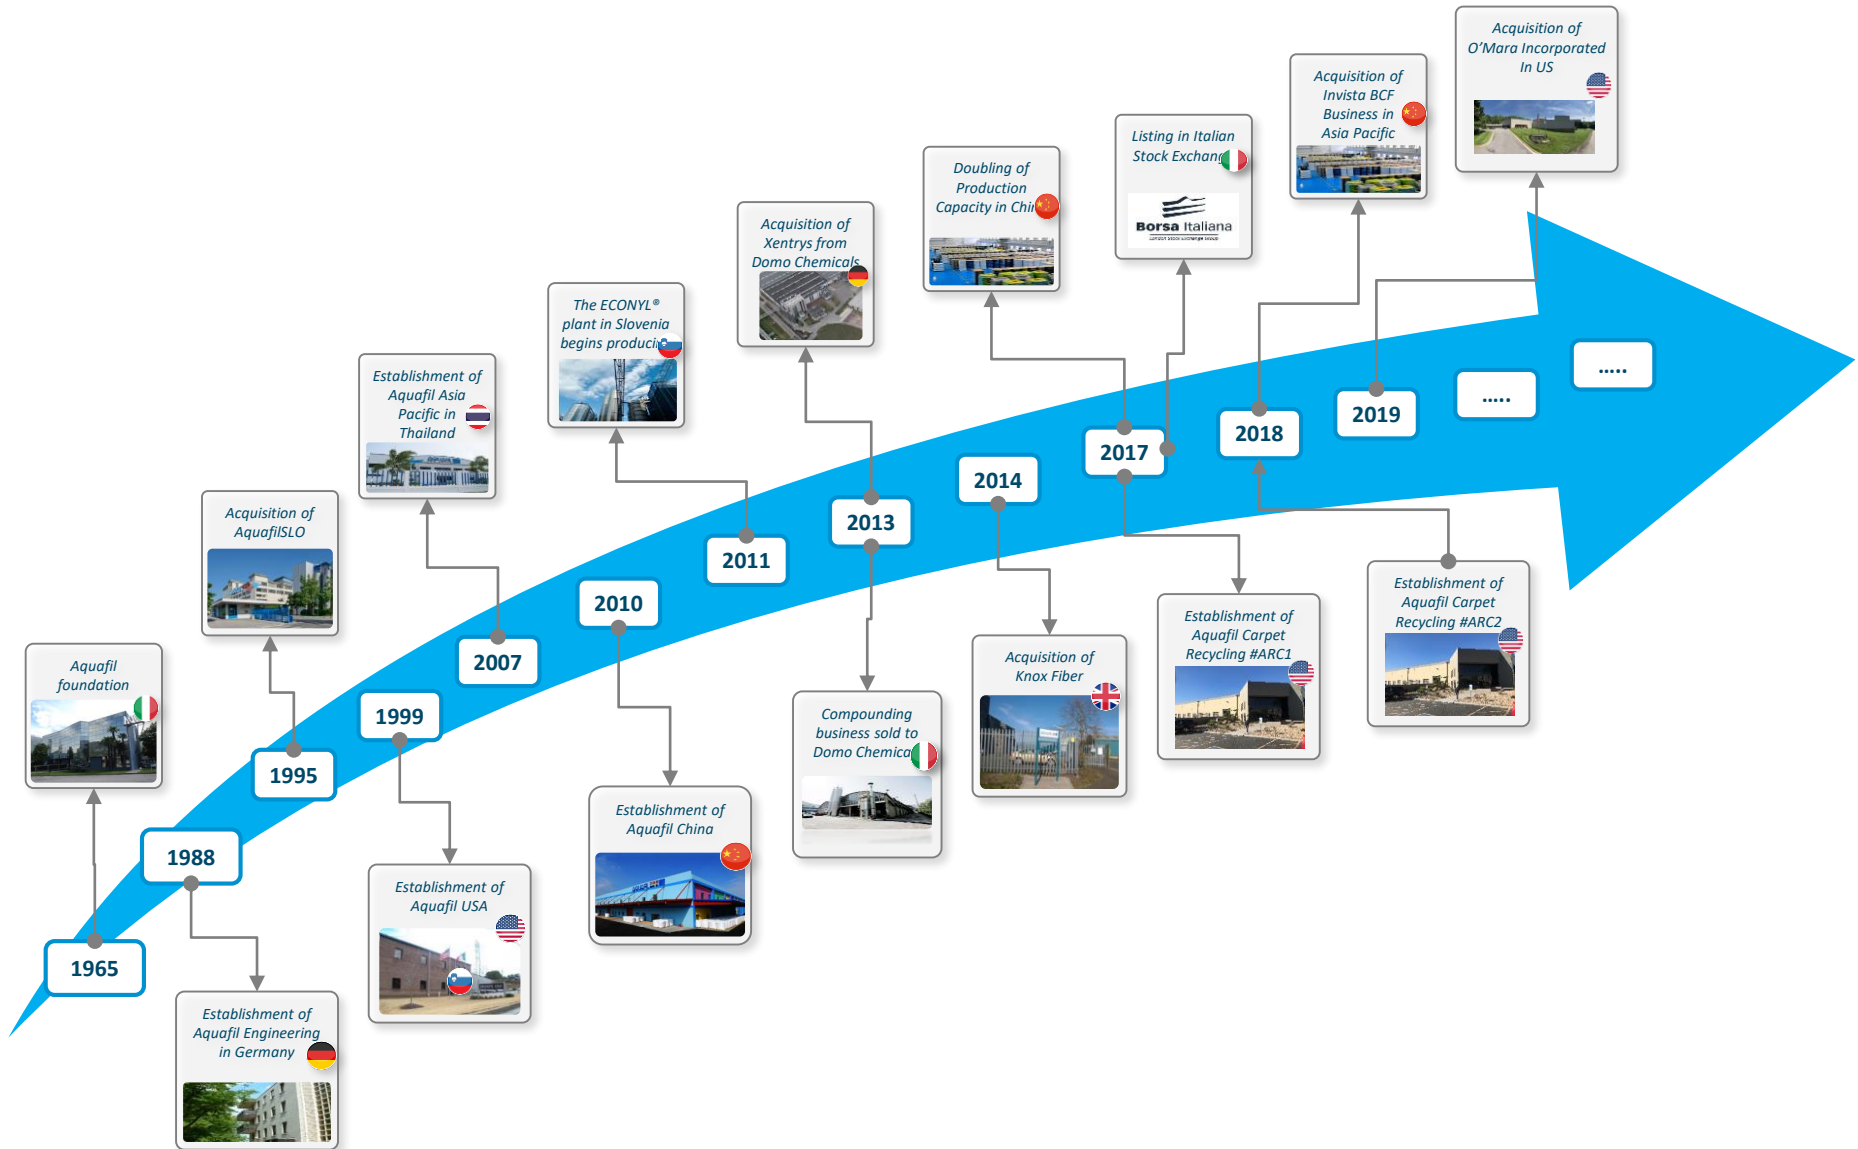 Acquisition of
O'Mara Incorporated
In US
Acquisition of
Invista BCF
Business in
Asia Pacific
Listing in Italian
Stock
Borsa Italiana
London Stock Exchange Group
Doubling of
Production
Capacity in
Acquisition of
Xentrys from
Domo Chemicals
The ECONYL®
plant in Slovenia
begins
Establishment of
Aquafil Asia
Pacific in
Thailand
Acquisition of
AquafilSLO
Aquafil
foundation
1965
1988
1995
1999
2007
2010
2011
2013
2014
2017
2018
2019
.....
.....
Establishment of
Aquafil Engineering
in Germany
Establishment of
Aquafil USA
Establishment of
Aquafil China
Compounding
business sold to
Domo
Acquisition of
Knox Fiber
Establishment of
Aquafil Carpet
Recycling #ARC1
Establishment of
Aquafil Carpet
Recycling #ARC2